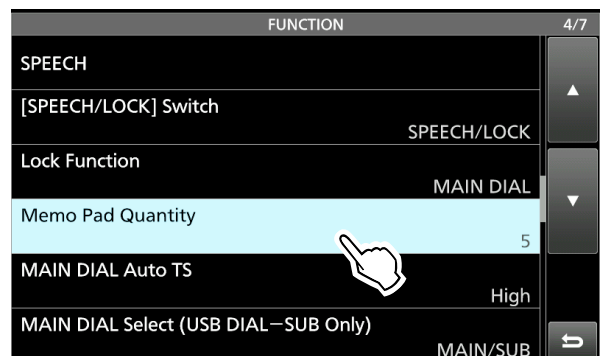 FUNCTION
4/7
SPEECH
[SPEECH/LOCK] Switch
SPEECH/LOCK
Lock Function
MAIN DIAL
Memo Pad Quantity
5
MAIN DIAL Auto TS
High
MAIN DIAL Select (USB DIAL−SUB Only)
MAIN/SUB